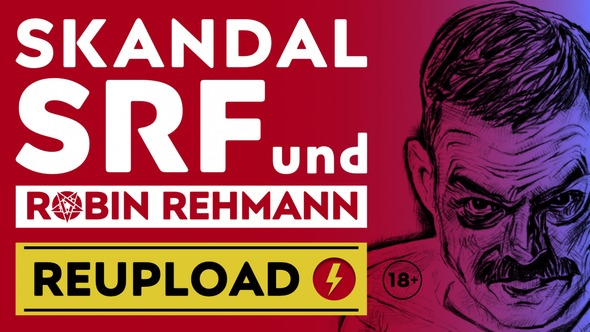 SKANDAL
SRF und
ROBIN REHMANN
REUPLOAD
18+